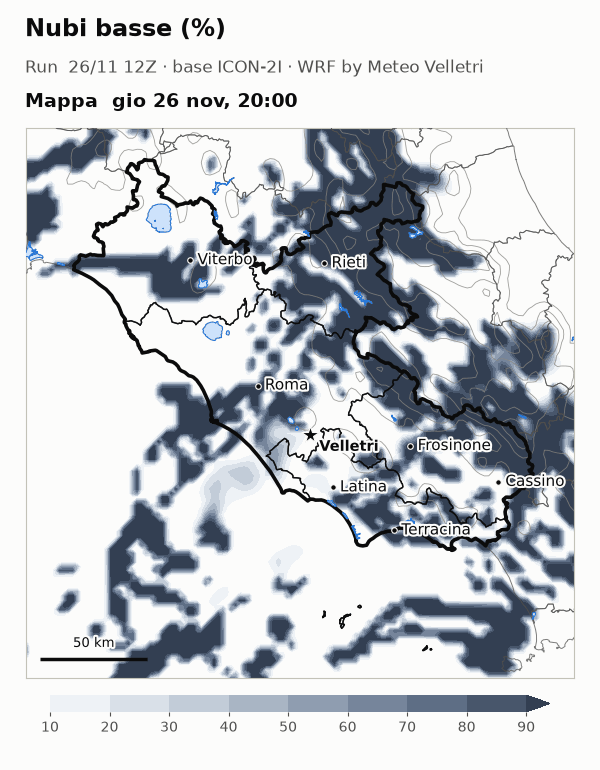 Nubi basse (%)
Run  26/11 12Z · base ICON-2I · WRF by Meteo Velletri
Mappa  gio 26 nov, 20:00
Viterbo
Rieti
Roma
Velletri
Frosinone
Cassino
Latina
Terracina
50 km
10 20 30 40 50 60 70 80 90